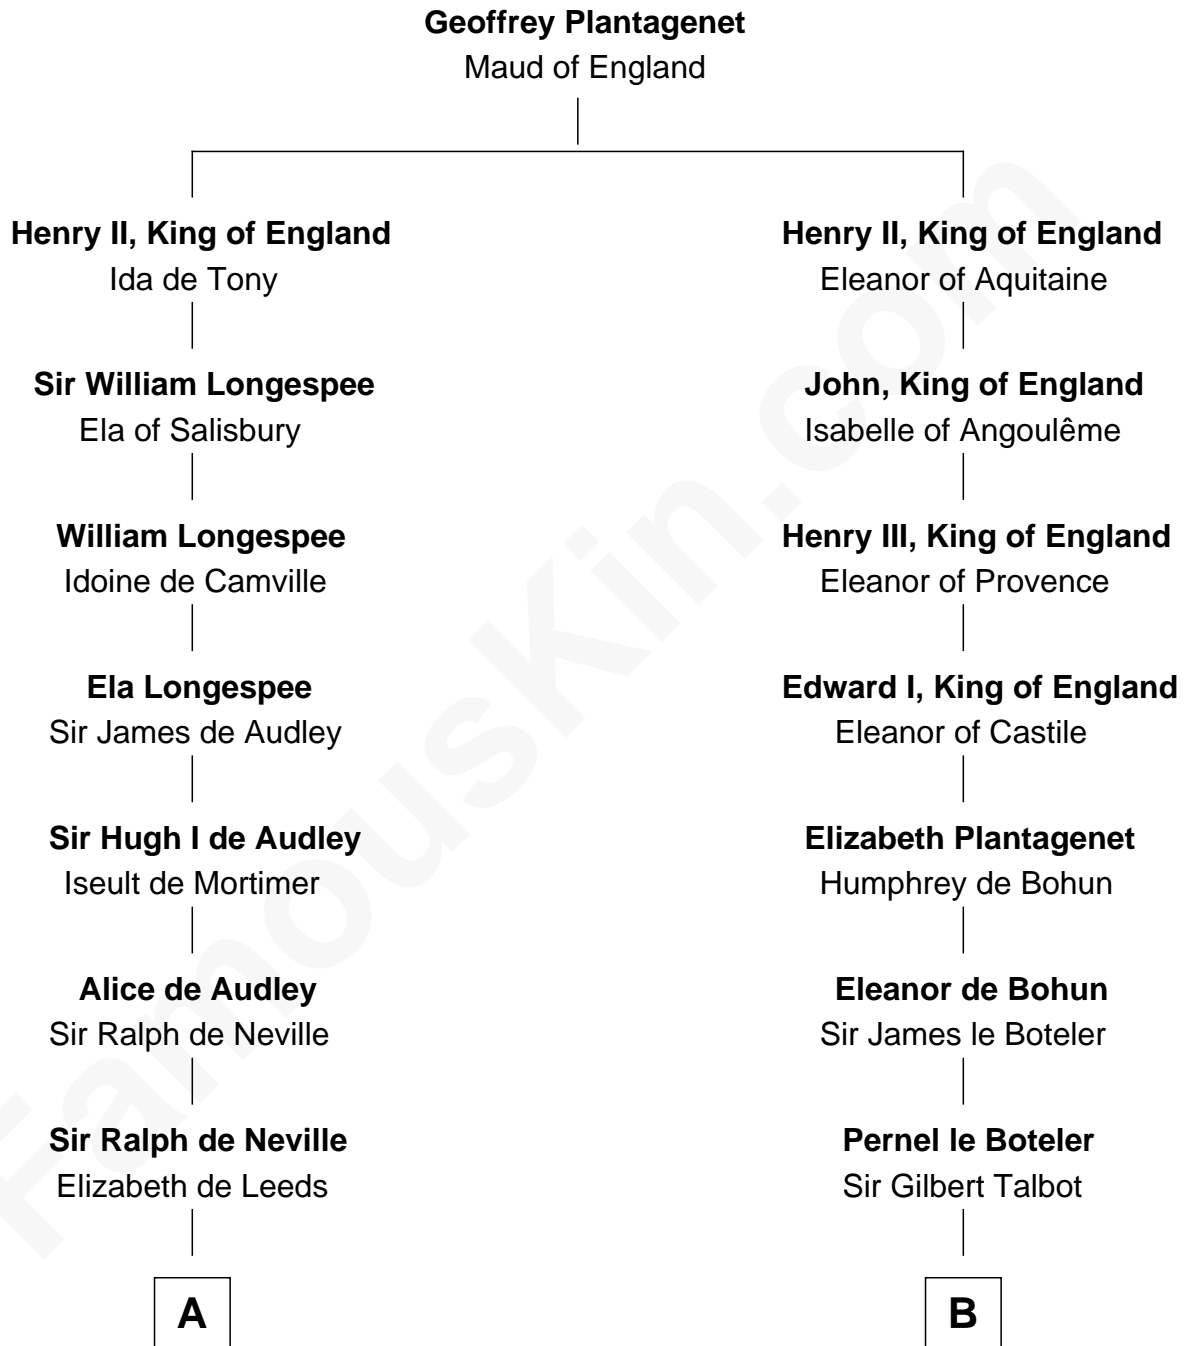 Geoffrey Plantagenet
Maud of England
Henry II, King of England
Ida de Tony
Sir William Longespee
Ela of Salisbury
William Longespee
Idoine de Camville
Ela Longespee
Sir James de Audley
Sir Hugh I de Audley
Iseult de Mortimer
Alice de Audley
Sir Ralph de Neville
Sir Ralph de Neville
Elizabeth de Leeds
A
Henry II, King of England
Eleanor of Aquitaine
John, King of England
Isabelle of Angoulême
Henry III, King of England
Eleanor of Provence
Edward I, King of England
Eleanor of Castile
Elizabeth Plantagenet
Humphrey de Bohun
Eleanor de Bohun
Sir James le Boteler
Pernel le Boteler
Sir Gilbert Talbot
B
FamousKin.com